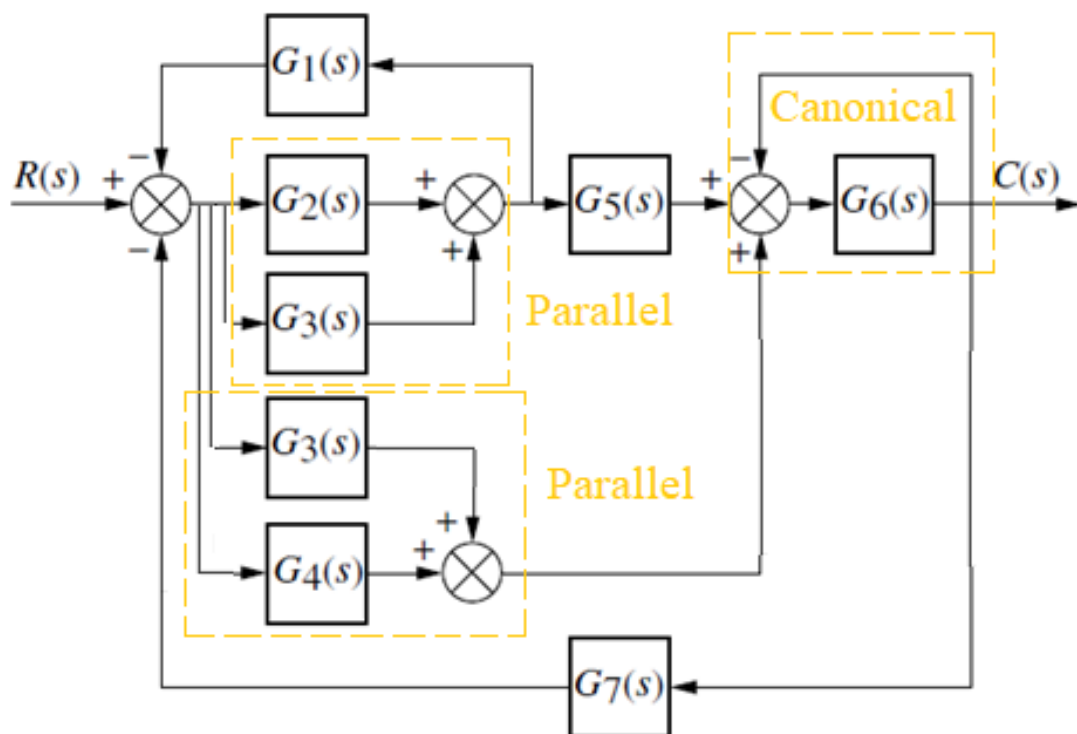 G1(s)
Canonical
R(s)
+
−
−
G2(s)
+
+
G5(s)
+
−
+
G6(s)
C(s)
G3(s)
Parallel
G3(s)
+
Parallel
G4(s)
+
G7(s)